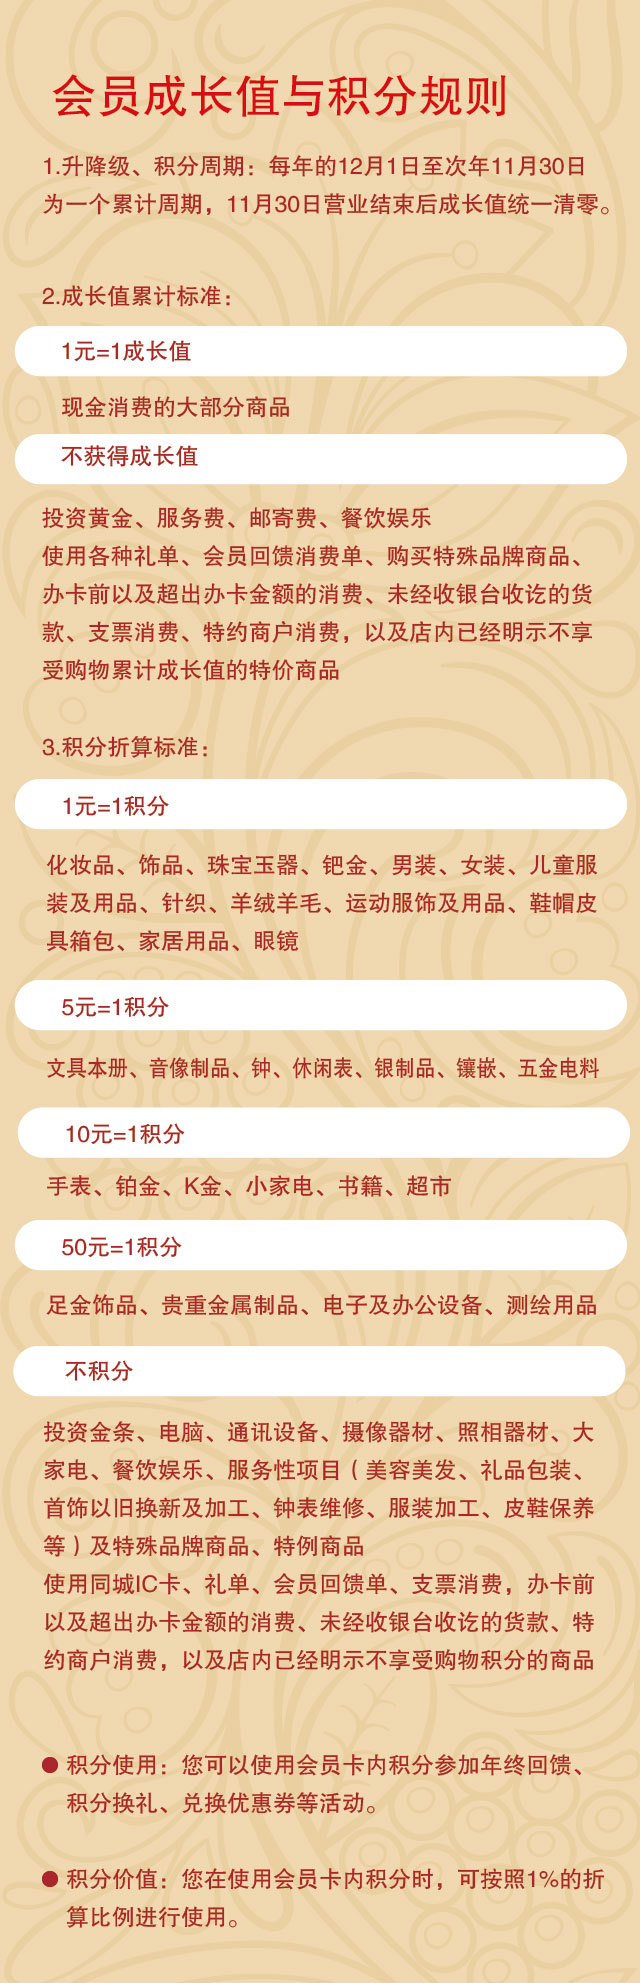 会员成长值与积分规则
1.升降级、积分周期：每年的12月1日至次年11月30日
为一个累计周期，11月30日营业结束后成长值统一清零。
2.成长值累计标准：
1元=1成长值
现金消费的大部分商品
不获得成长值
投资黄金、服务费、邮寄费、餐饮娱乐
使用各种礼单、会员回馈消费单、购买特殊品牌商品、
办卡前以及超出办卡金额的消费、未经收银台收讫的货
款、支票消费、特约商户消费，以及店内已经明示不享
受购物累计成长值的特价商品
3.积分折算标准：
1元=1积分
化妆品、饰品、珠宝玉器、钯金、男装、女装、儿童服
装及用品、针织、羊绒羊毛、运动服饰及用品、鞋帽皮
具箱包、家居用品、眼镜
5元=1积分
文具本册、音像制品、钟、休闲表、银制品、镶嵌、五金电料
10元=1积分
手表、铂金、K金、小家电、书籍、超市
50元=1积分
足金饰品、贵重金属制品、电子及办公设备、测绘用品
不积分
投资金条、电脑、通讯设备、摄像器材、照相器材、大
家电、餐饮娱乐、服务性项目（美容美发、礼品包装、
首饰以旧换新及加工、钟表维修、服装加工、皮鞋保养
等）及特殊品牌商品、特例商品
使用同城IC卡、礼单、会员回馈单、支票消费，办卡前
以及超出办卡金额的消费、未经收银台收讫的货款、特
约商户消费，以及店内已经明示不享受购物积分的商品
● 积分使用：您可以使用会员卡内积分参加年终回馈、
积分换礼、兑换优惠券等活动。
● 积分价值：您在使用会员卡内积分时，可按照1%的折
算比例进行使用。